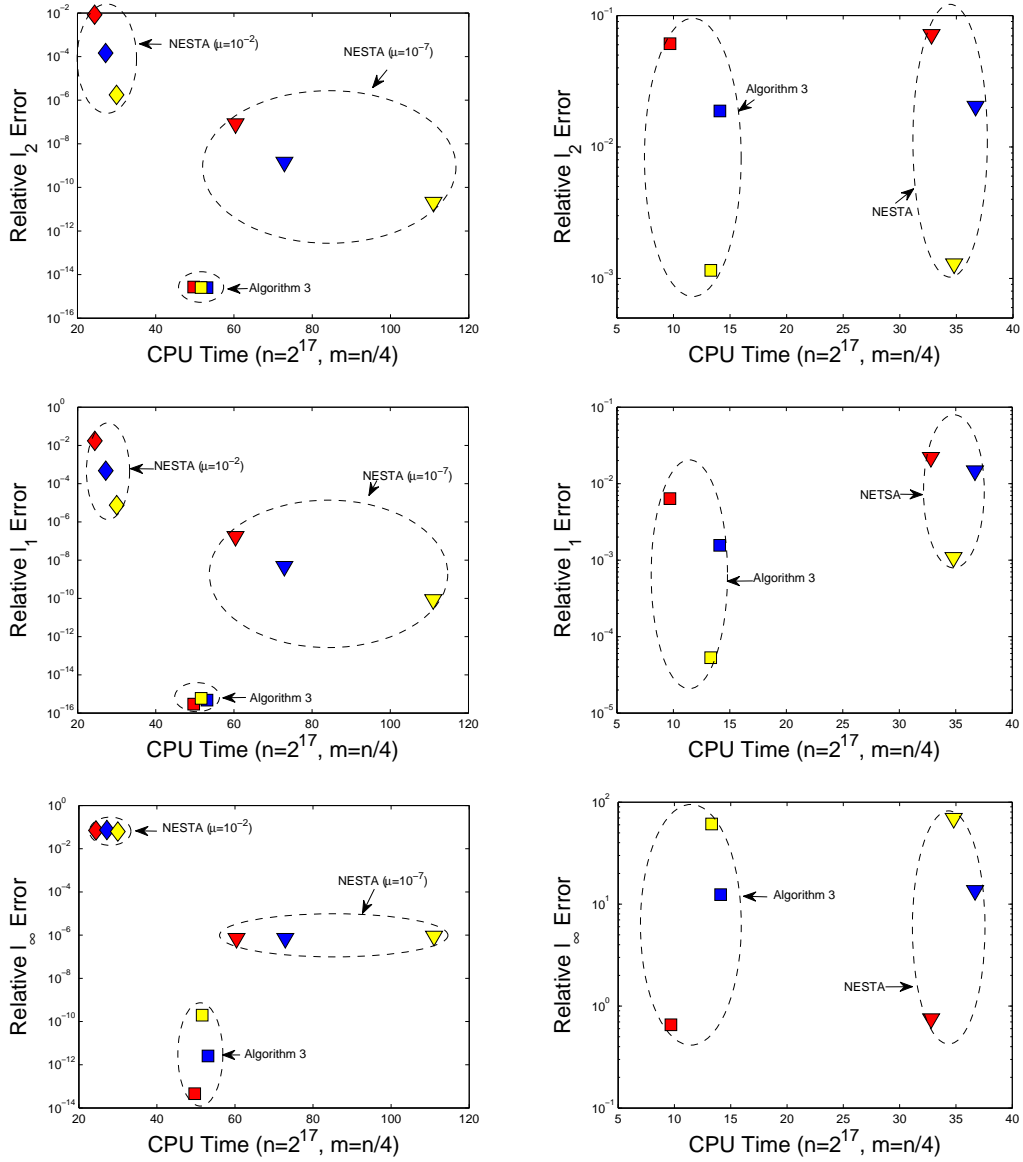 10^-2
10^-4
10^-6
10^-8
10^-10
10^-12
10^-14
10^-16
20 40 60 80 100 120
Relative l_2 Error
CPU Time (n=2^17, m=n/4)
NESTA (μ=10^-2)
NESTA (μ=10^-7)
Algorithm 3
10^-1
10^-2
10^-3
5 10 15 20 25 30 35 40
Relative l_2 Error
CPU Time (n=2^17, m=n/4)
Algorithm 3
NESTA
10^0
10^-2
10^-4
10^-6
10^-8
10^-10
10^-12
10^-14
10^-16
20 40 60 80 100 120
Relative l_1 Error
CPU Time (n=2^17, m=n/4)
NESTA (μ=10^-2)
NESTA (μ=10^-7)
Algorithm 3
10^-1
10^-2
10^-3
10^-4
10^-5
5 10 15 20 25 30 35 40
Relative l_1 Error
CPU Time (n=2^17, m=n/4)
NETSA
Algorithm 3
10^0
10^-2
10^-4
10^-6
10^-8
10^-10
10^-12
10^-14
20 40 60 80 100 120
Relative l_∞ Error
CPU Time (n=2^17, m=n/4)
NESTA (μ=10^-2)
NESTA (μ=10^-7)
Algorithm 3
10^2
10^1
10^0
10^-1
5 10 15 20 25 30 35 40
Relative l_∞ Error
CPU Time (n=2^17, m=n/4)
Algorithm 3
NESTA